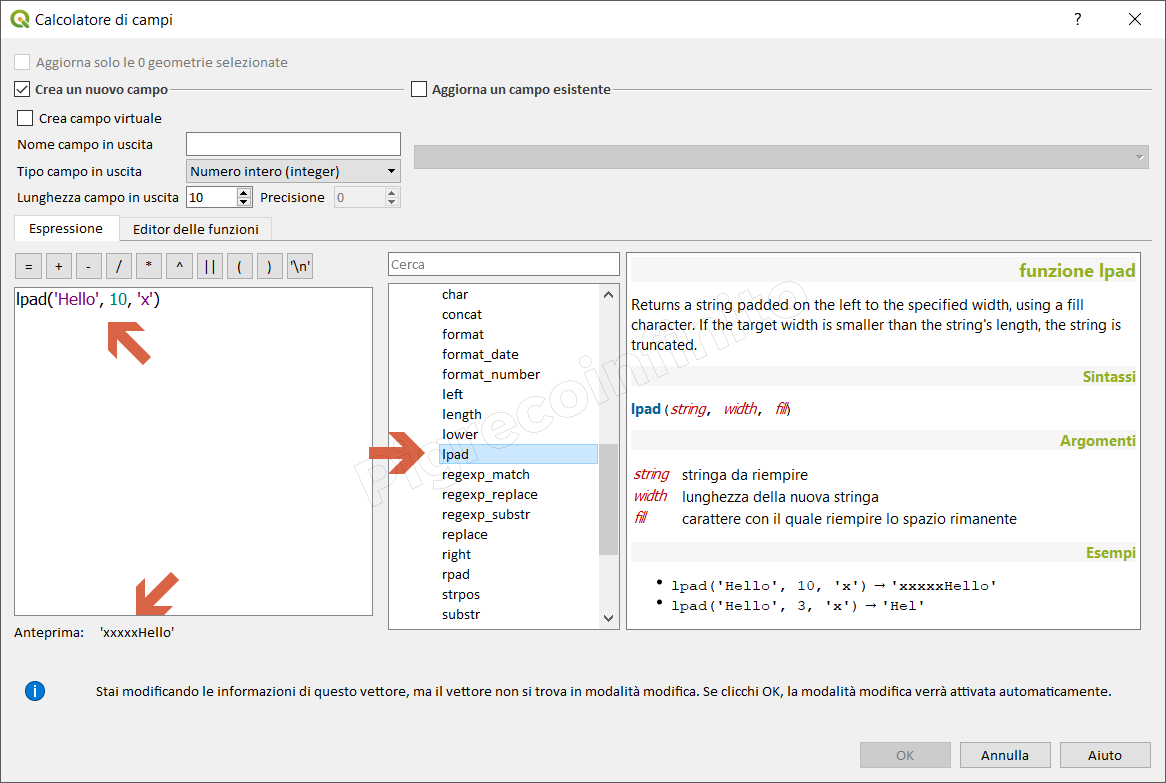 Calcolatore di campi
?
Aggiorna solo le 0 geometrie selezionate
Crea un nuovo campo
Aggiorna un campo esistente
Crea campo virtuale
Nome campo in uscita
Tipo campo in uscita
Numero intero (integer)
Lunghezza campo in uscita
10
Precisione
0
Espressione
Editor delle funzioni
= + - / * ^ || ( ) '\n'
lpad('Hello', 10, 'x')
Anteprima: 'xxxxxHello'
Cerca
char
concat
format
format_date
format_number
left
length
lower
lpad
regexp_match
regexp_replace
regexp_substr
replace
right
rpad
strpos
substr
funzione lpad
Returns a string padded on the left to the specified width, using a fill
character. If the target width is smaller than the string's length, the string is
truncated.
Sintassi
lpad(string, width, fill)
Argomenti
string stringa da riempire
width lunghezza della nuova stringa
fill carattere con il quale riempire lo spazio rimanente
Esempi
• lpad('Hello', 10, 'x') → 'xxxxxHello'
• lpad('Hello', 3, 'x') → 'Hel'
Pigrecoinfinito
Stai modificando le informazioni di questo vettore, ma il vettore non si trova in modalità modifica. Se clicchi OK, la modalità modifica verrà attivata automaticamente.
OK
Annulla
Aiuto